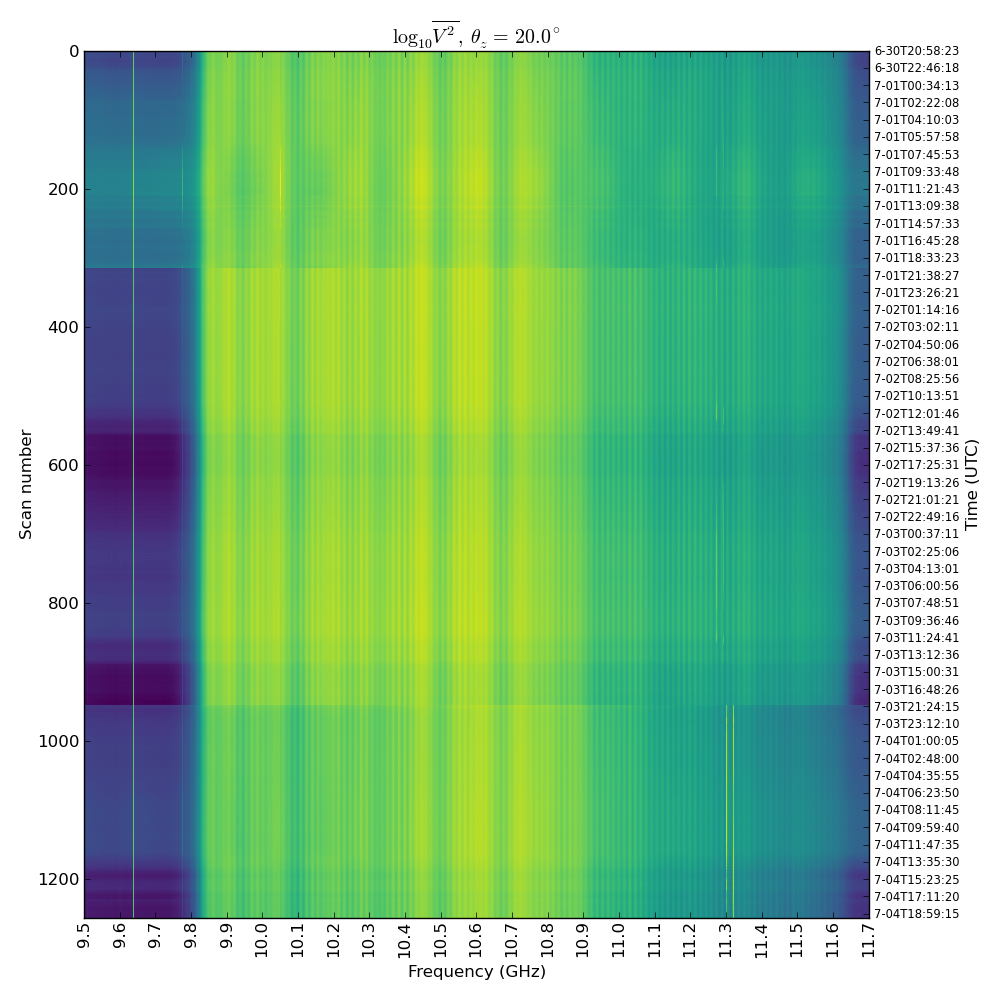 log₁₀V̅²̅, θ_z = 20.0°
0
200
400
600
800
1000
1200
Scan number
6-30T20:58:23
6-30T22:46:18
7-01T00:34:13
7-01T02:22:08
7-01T04:10:03
7-01T05:57:58
7-01T07:45:53
7-01T09:33:48
7-01T11:21:43
7-01T13:09:38
7-01T14:57:33
7-01T16:45:28
7-01T18:33:23
7-01T21:38:27
7-01T23:26:21
7-02T01:14:16
7-02T03:02:11
7-02T04:50:06
7-02T06:38:01
7-02T08:25:56
7-02T10:13:51
7-02T12:01:46
7-02T13:49:41
7-02T15:37:36
7-02T17:25:31
7-02T19:13:26
7-02T21:01:21
7-02T22:49:16
7-03T00:37:11
7-03T02:25:06
7-03T04:13:01
7-03T06:00:56
7-03T07:48:51
7-03T09:36:46
7-03T11:24:41
7-03T13:12:36
7-03T15:00:31
7-03T16:48:26
7-03T21:24:15
7-03T23:12:10
7-04T01:00:05
7-04T02:48:00
7-04T04:35:55
7-04T06:23:50
7-04T08:11:45
7-04T09:59:40
7-04T11:47:35
7-04T13:35:30
7-04T15:23:25
7-04T17:11:20
7-04T18:59:15
Time (UTC)
9.5 9.6 9.7 9.8 9.9 10.0 10.1 10.2 10.3 10.4 10.5 10.6 10.7 10.8 10.9 11.0 11.1 11.2 11.3 11.4 11.5 11.6 11.7
Frequency (GHz)